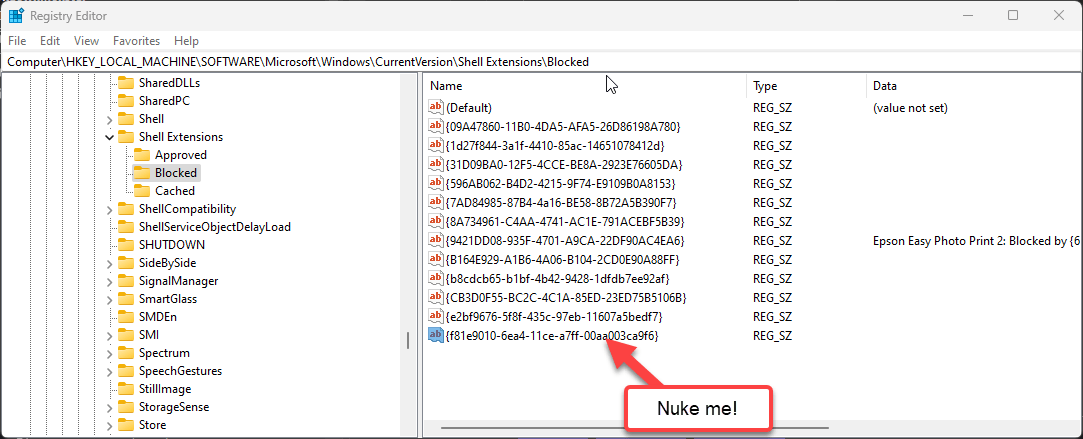 Registry Editor
File Edit View Favorites Help
Computer\HKEY_LOCAL_MACHINE\SOFTWARE\Microsoft\Windows\CurrentVersion\Shell Extensions\Blocked
SharedDLLs
SharedPC
Shell
Shell Extensions
Approved
Blocked
Cached
ShellCompatibility
ShellServiceObjectDelayLoad
SHUTDOWN
SideBySide
SignalManager
SmartGlass
SMDEn
SMI
Spectrum
SpeechGestures
StillImage
StorageSense
Store
Name Type Data
(Default) REG_SZ (value not set)
{09A47860-11B0-4DA5-AFA5-26D86198A780} REG_SZ
{1d27f844-3a1f-4410-85ac-14651078412d} REG_SZ
{31D09BA0-12F5-4CCE-BE8A-2923E76605DA} REG_SZ
{596AB062-B4D2-4215-9F74-E9109B0A8153} REG_SZ
{7AD84985-87B4-4a16-BE58-8B72A5B390F7} REG_SZ
{8A734961-C4AA-4741-AC1E-791ACEBF5B39} REG_SZ
{9421DD08-935F-4701-A9CA-22DF90AC4EA6} REG_SZ Epson Easy Photo Print 2: Blocked by {6
{B164E929-A1B6-4A06-B104-2CD0E90A88FF} REG_SZ
{b8cdcb65-b1bf-4b42-9428-1dfdb7ee92af} REG_SZ
{CB3D0F55-BC2C-4C1A-85ED-23ED75B5106B} REG_SZ
{e2bf9676-5f8f-435c-97eb-11607a5bedf7} REG_SZ
{f81e9010-6ea4-11ce-a7ff-00aa003ca9f6} REG_SZ
Nuke me!